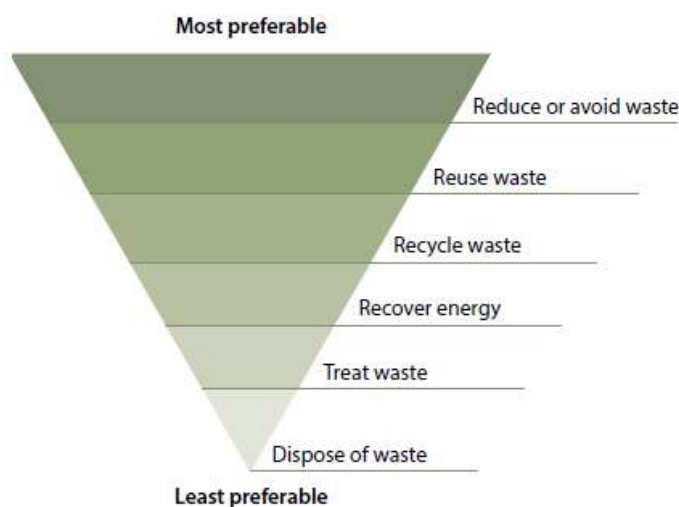 Most preferable
Reduce or avoid waste
Reuse waste
Recycle waste
Recover energy
Treat waste
Dispose of waste
Least preferable